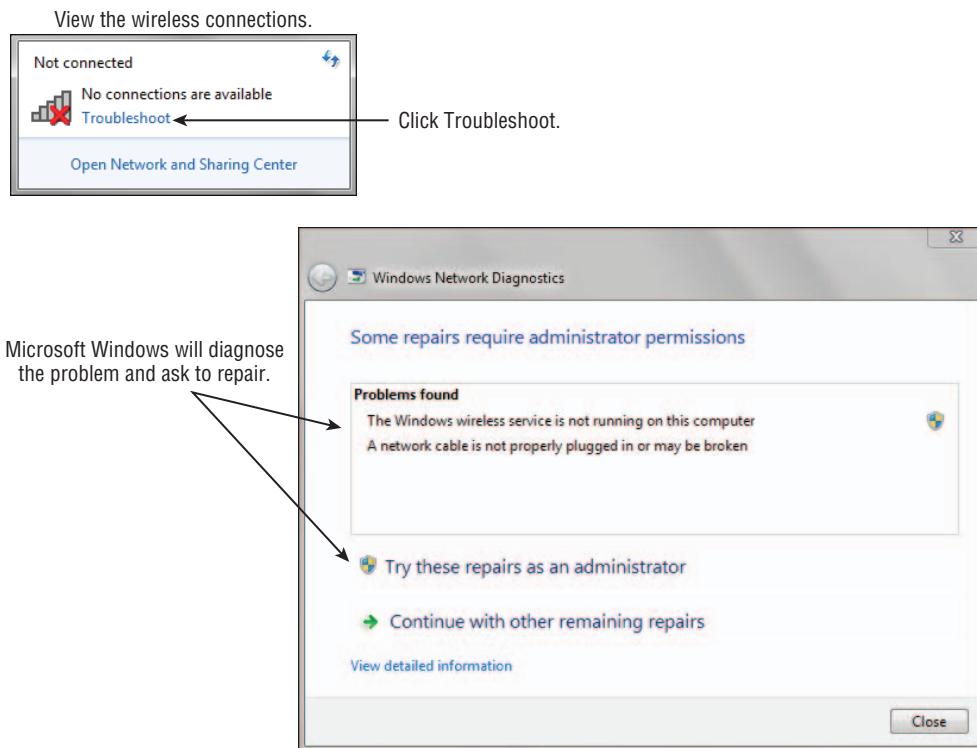 View the wireless connections.
Not connected
No connections are available
Troubleshoot
Click Troubleshoot.
Open Network and Sharing Center
Windows Network Diagnostics
Some repairs require administrator permissions
Microsoft Windows will diagnose
the problem and ask to repair.
Problems found
The Windows wireless service is not running on this computer
A network cable is not properly plugged in or may be broken
Try these repairs as an administrator
Continue with other remaining repairs
View detailed information
Close